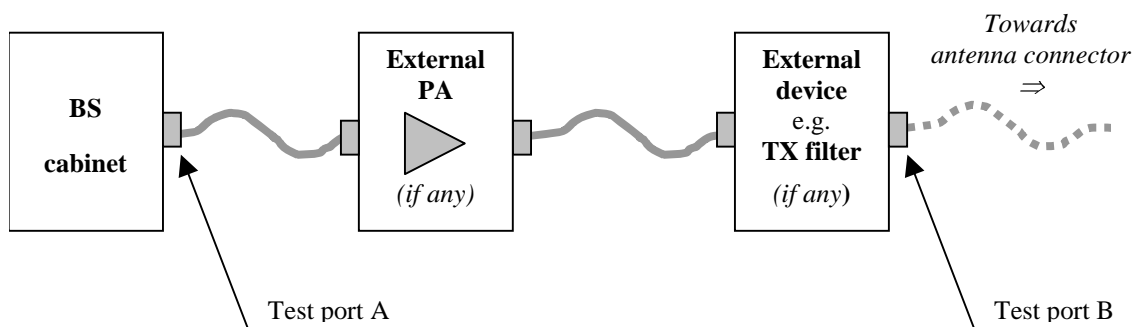 BS
cabinet
External
PA
(if any)
External
device
e.g.
TX filter
(if any)
Towards
antenna connector
⇒
Test port A
Test port B